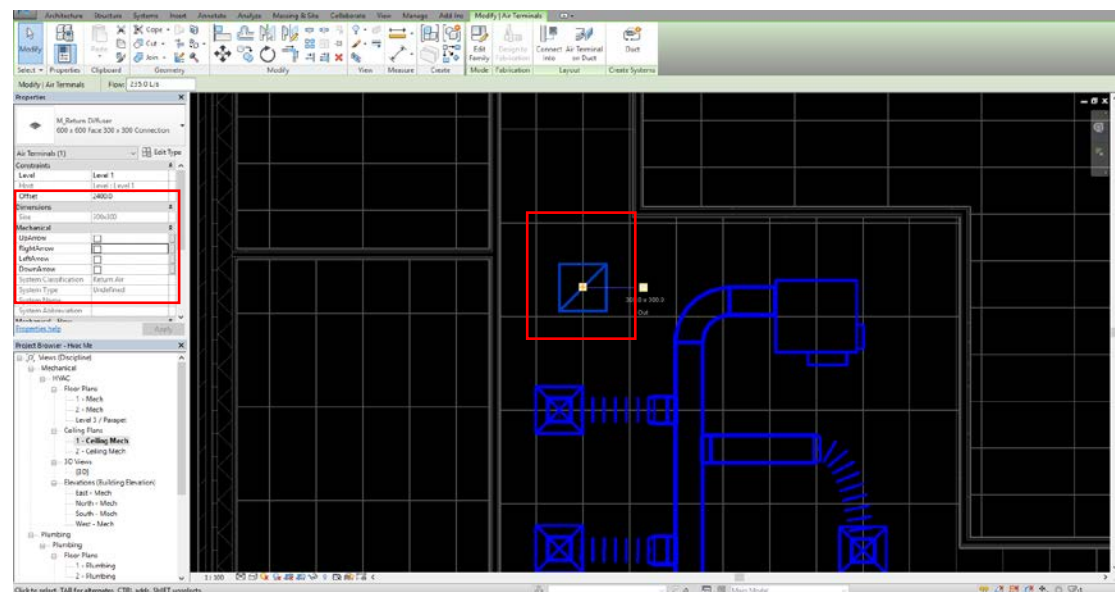 Architecture Structure Systems Insert Annotate Analyze Massing & Site Collaborate View Manage Add-Ins Modify | Air Terminals
Modify
Paste
Cope
Cut
Join
Edit Family
Connect Into
Air Terminal on Duct
Duct
Select Properties Clipboard Geometry Modify View Measure Create Mode Fabrication Layout Create Systems
Modify | Air Terminals Flow: 235.0 L/s
Properties
M_Return Diffuser
600 x 600 Face 300 x 300 Connection
Air Terminals (1) Edit Type
Constraints
Level Level 1
Host Level : Level 1
Offset 2400.0
Dimensions
Size 300x300
Mechanical
UpArrow
RightArrow
LeftArrow
DownArrow
System Classification Return Air
System Type Undefined
System Name
System Abbreviation
Mechanical - Flow
Properties help Apply
Project Browser - Hvac Me
Views (Discipline)
Mechanical
HVAC
Floor Plans
1 - Mech
2 - Mech
Level 3 / Parapet
Ceiling Plans
1 - Ceiling Mech
2 - Ceiling Mech
3D Views
{3D}
Elevations (Building Elevation)
East - Mech
North - Mech
South - Mech
West - Mech
Plumbing
Plumbing
Floor Plans
1 - Plumbing
2 - Plumbing
Out
1 : 100
Click to select, TAB for alternates, CTRL adds, SHIFT unselects.
Main Model